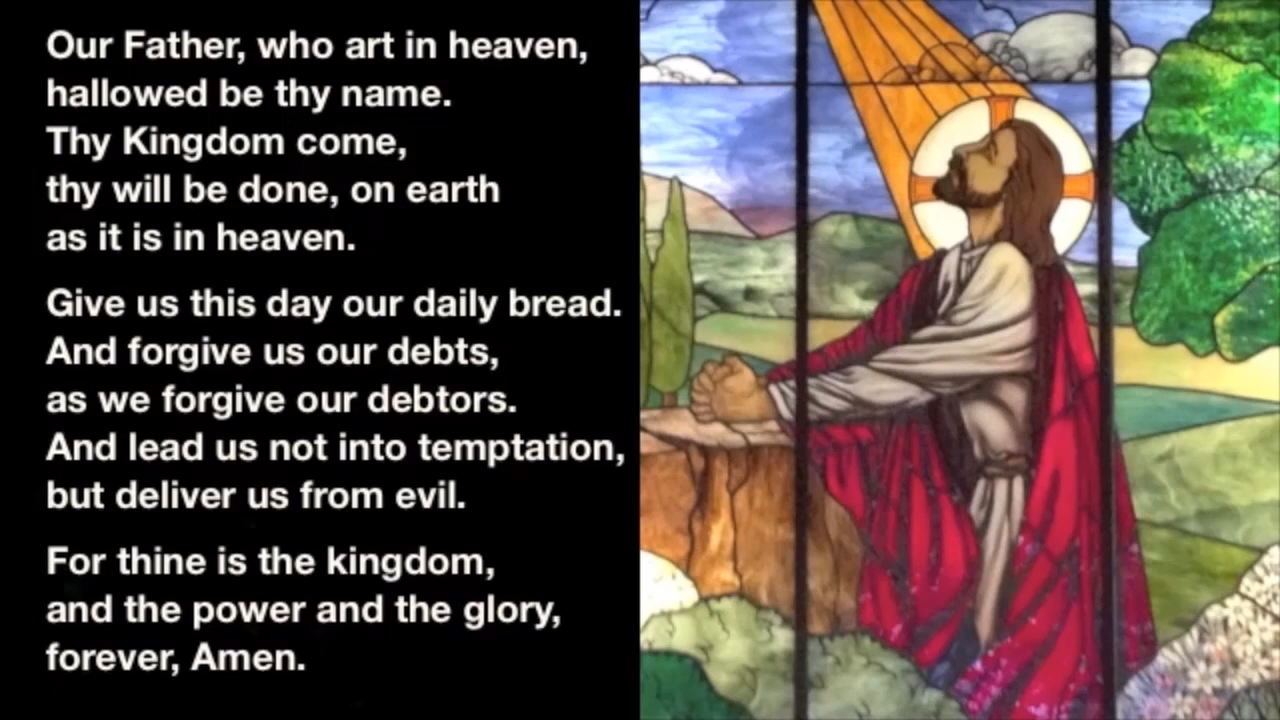 Our Father, who art in heaven,
hallowed be thy name.
Thy Kingdom come,
thy will be done, on earth
as it is in heaven.
Give us this day our daily bread.
And forgive us our debts,
as we forgive our debtors.
And lead us not into temptation,
but deliver us from evil.
For thine is the kingdom,
and the power and the glory,
forever, Amen.